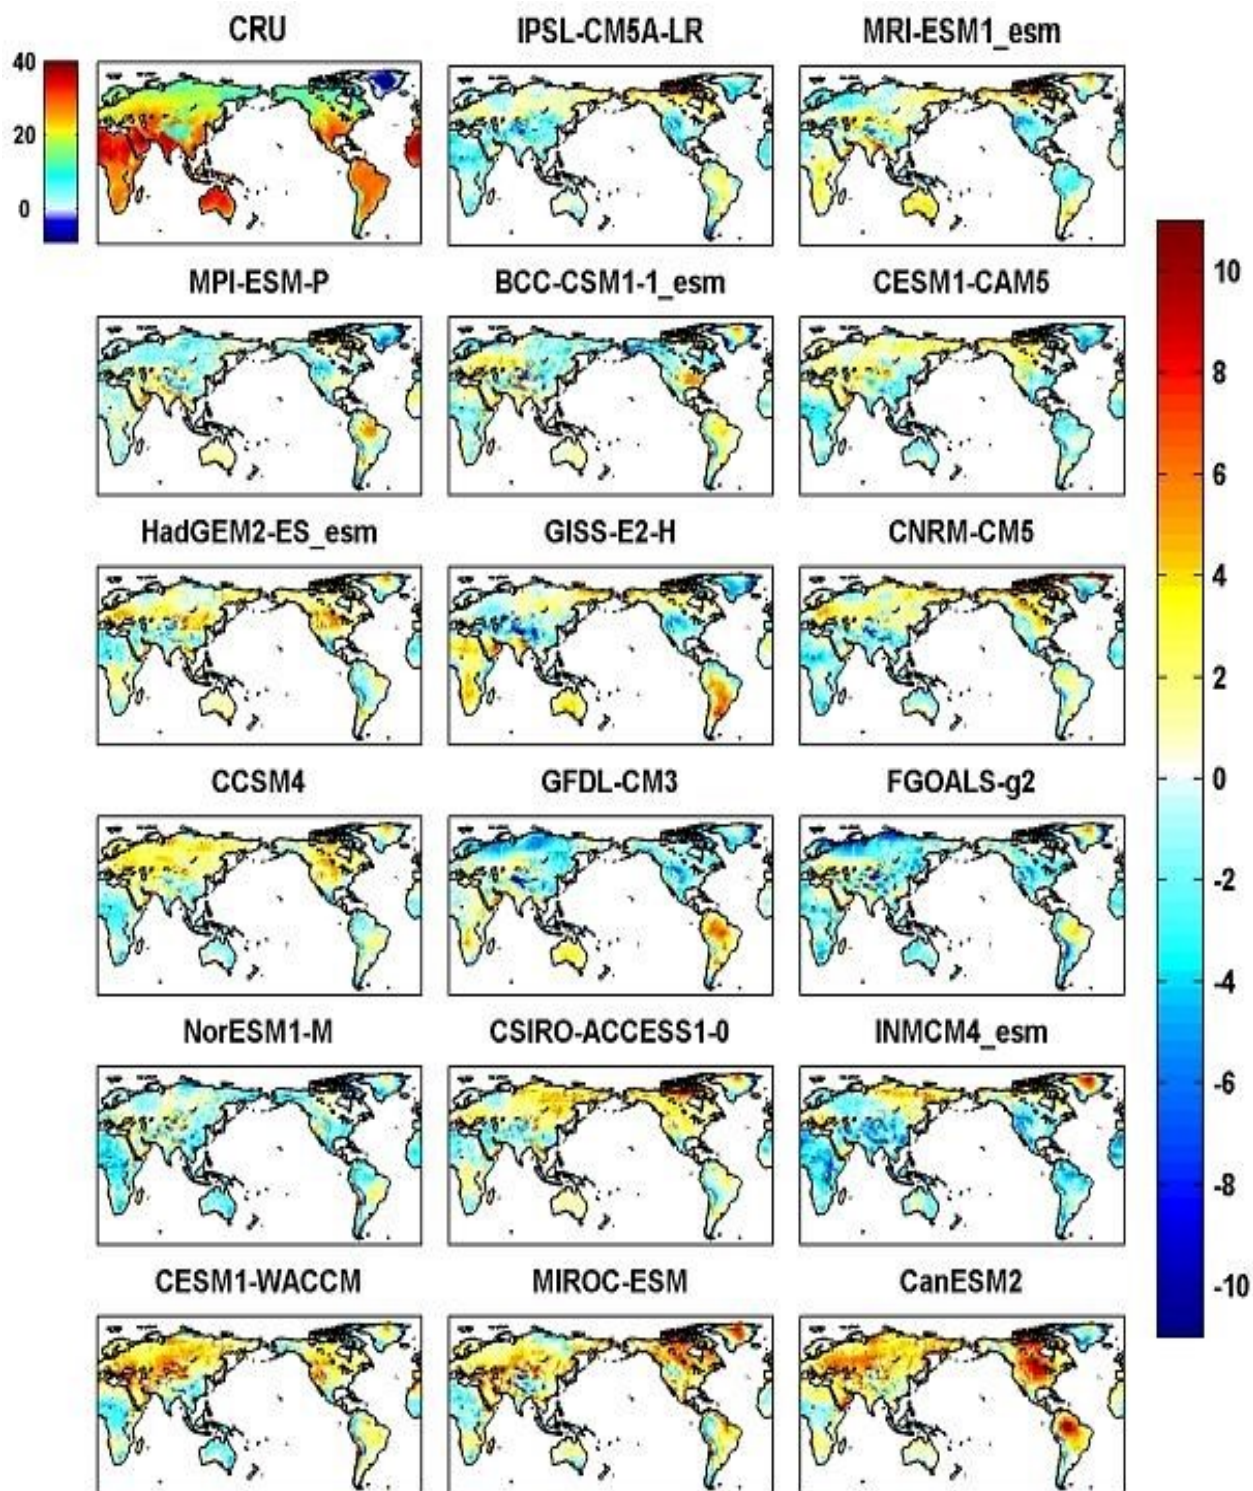 CRU IPSL-CM5A-LR MRI-ESM1_esm
40
20
0
MPI-ESM-P BCC-CSM1-1_esm CESM1-CAM5
10
8
HadGEM2-ES_esm GISS-E2-H CNRM-CM5
6
4
2
CCSM4 GFDL-CM3 FGOALS-g2
0
-2
-4
NorESM1-M CSIRO-ACCESS1-0 INMCM4_esm
-6
-8
CESM1-WACCM MIROC-ESM CanESM2
-10